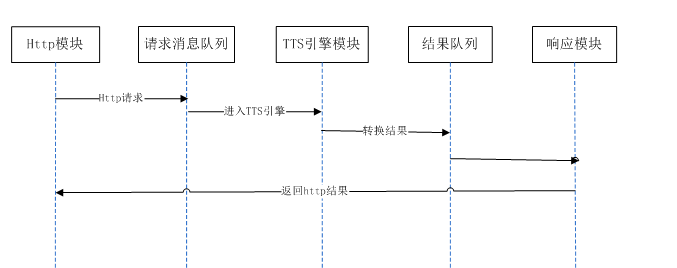 Http模块
请求消息队列
TTS引擎模块
结果队列
响应模块
Http请求
进入TTS引擎
转换结果
返回http结果